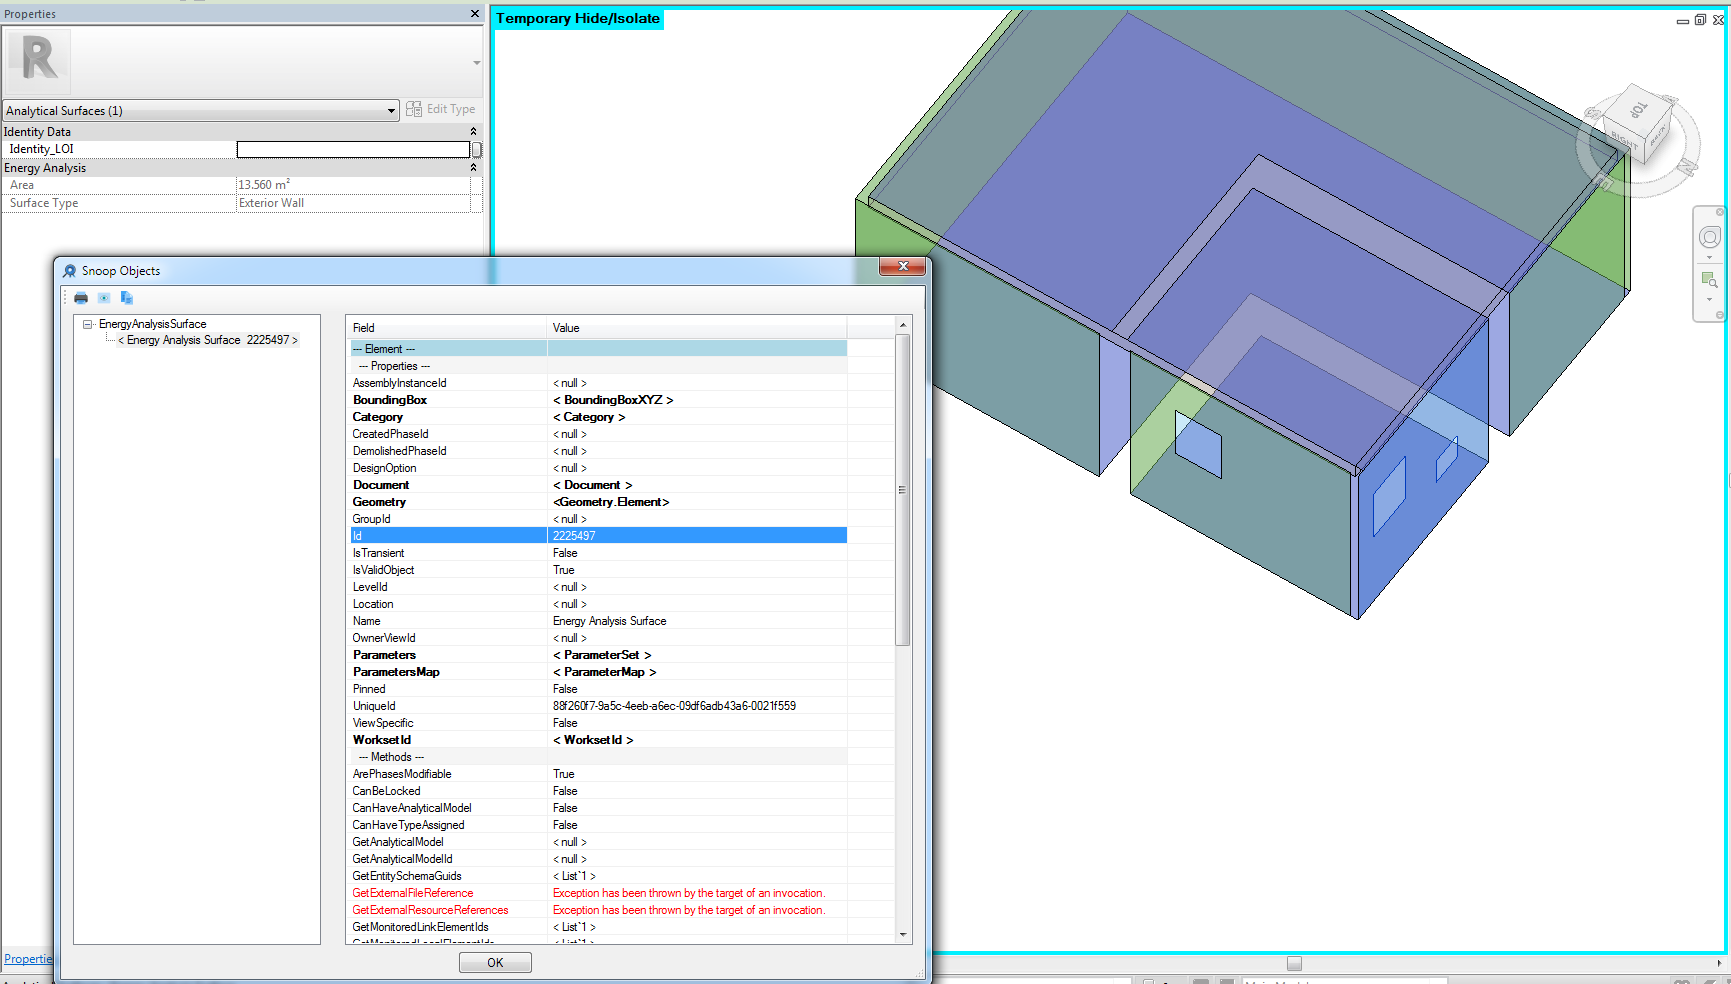 Properties
Temporary Hide/Isolate
R
Analytical Surfaces (1)
Edit Type
Identity Data
Identity_LOI
Energy Analysis
Area 13.560 m²
Surface Type Exterior Wall
TOP
RIGHT
BACK
Snoop Objects
EnergyAnalysisSurface
< Energy Analysis Surface 2225497 >
Field Value
--- Element ---
--- Properties ---
AssemblyInstanceId < null >
BoundingBox < BoundingBoxXYZ >
Category < Category >
CreatedPhaseId < null >
DemolishedPhaseId < null >
DesignOption < null >
Document < Document >
Geometry <Geometry.Element>
GroupId < null >
Id 2225497
IsTransient False
IsValidObject True
LevelId < null >
Location < null >
Name Energy Analysis Surface
OwnerViewId < null >
Parameters < ParameterSet >
ParametersMap < ParameterMap >
Pinned False
UniqueId 88f260f7-9a5c-4eeb-a6ec-09df6adb43a6-0021f559
ViewSpecific False
WorksetId < WorksetId >
--- Methods ---
ArePhasesModifiable True
CanBeLocked False
CanHaveAnalyticalModel False
CanHaveTypeAssigned False
GetAnalyticalModel < null >
GetAnalyticalModelId < null >
GetEntitySchemaGuids < List`1 >
GetExternalFileReference Exception has been thrown by the target of an invocation.
GetExternalResourceReferences Exception has been thrown by the target of an invocation.
GetMonitoredLinkElementIds < List`1 >
GetMonitoredLocalElementIds < List`1 >
Propertie
OK